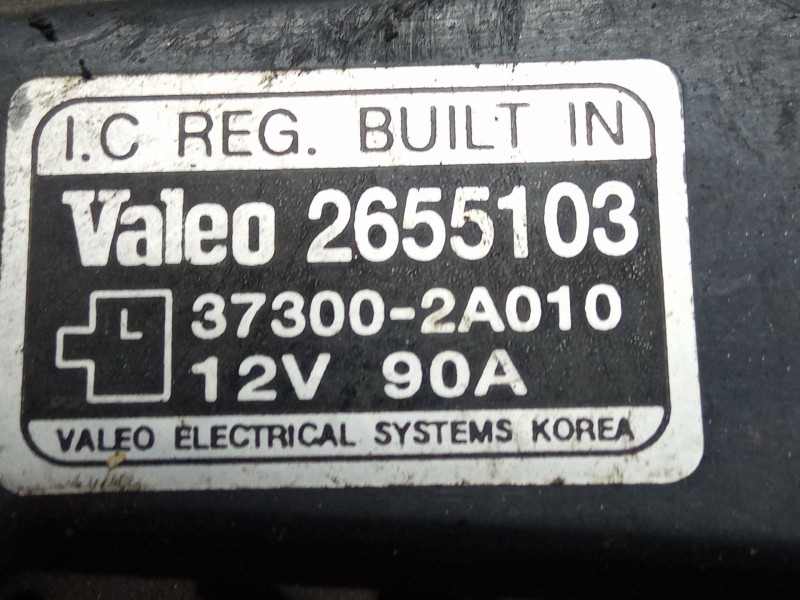 I.C REG. BUILT IN
Valeo 2655103
L 37300-2A010
12V 90A
VALEO ELECTRICAL SYSTEMS KOREA